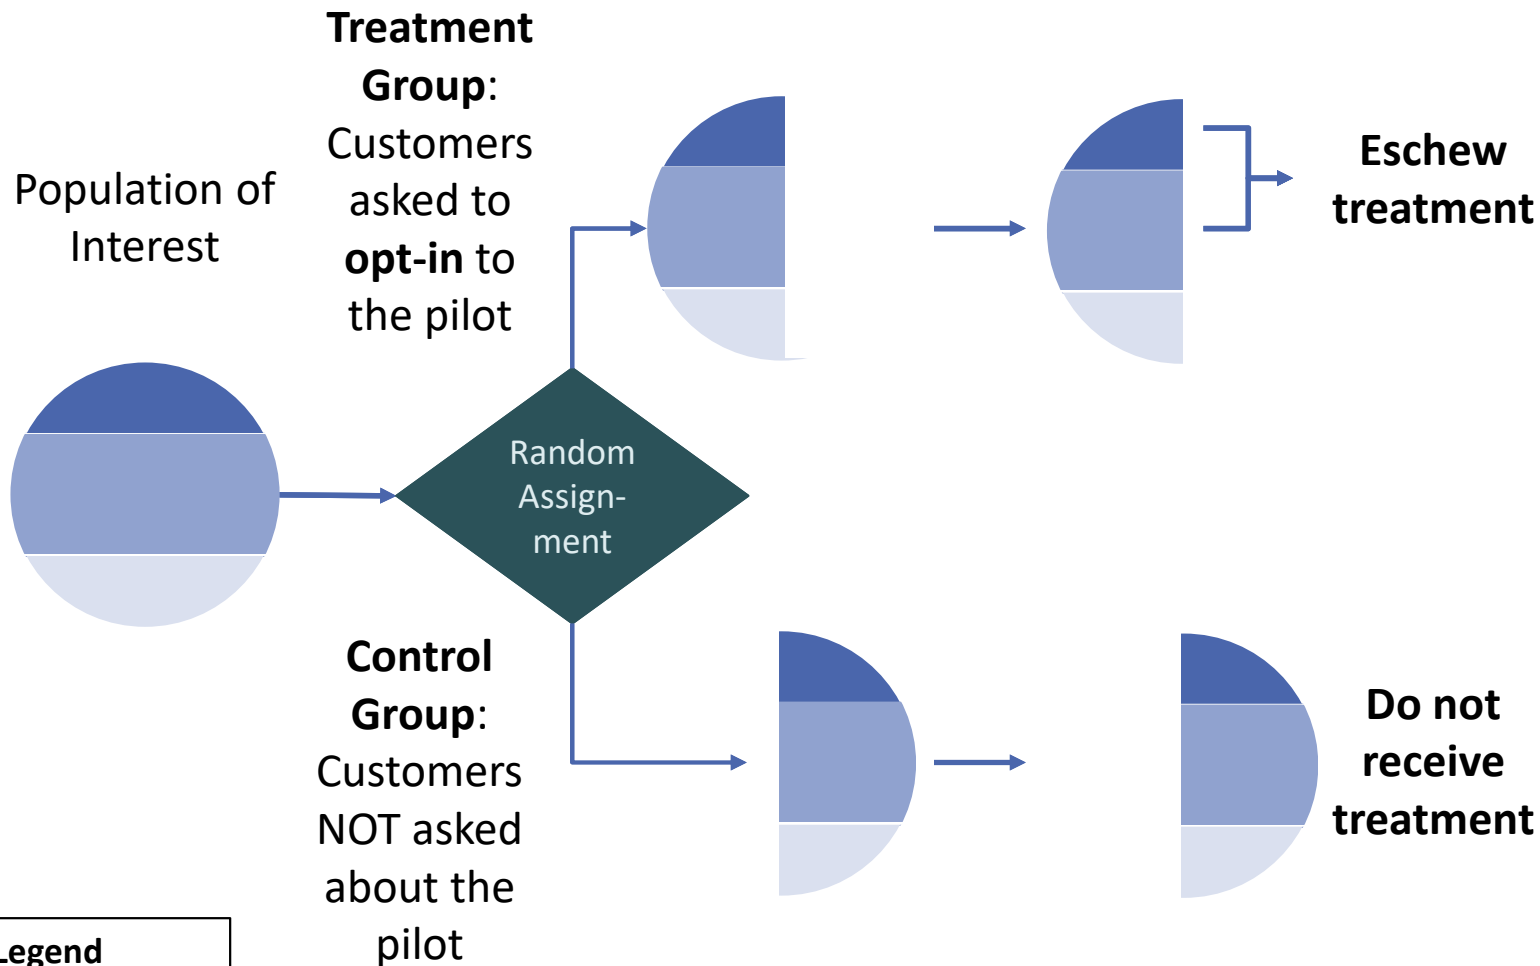 Population of
Interest
Treatment
Group:
Customers
asked to
opt-in to
the pilot
Eschew
treatment
Random
Assign-
ment
Control
Group:
Customers
NOT asked
about the
pilot
Do not
receive
treatment
Legend